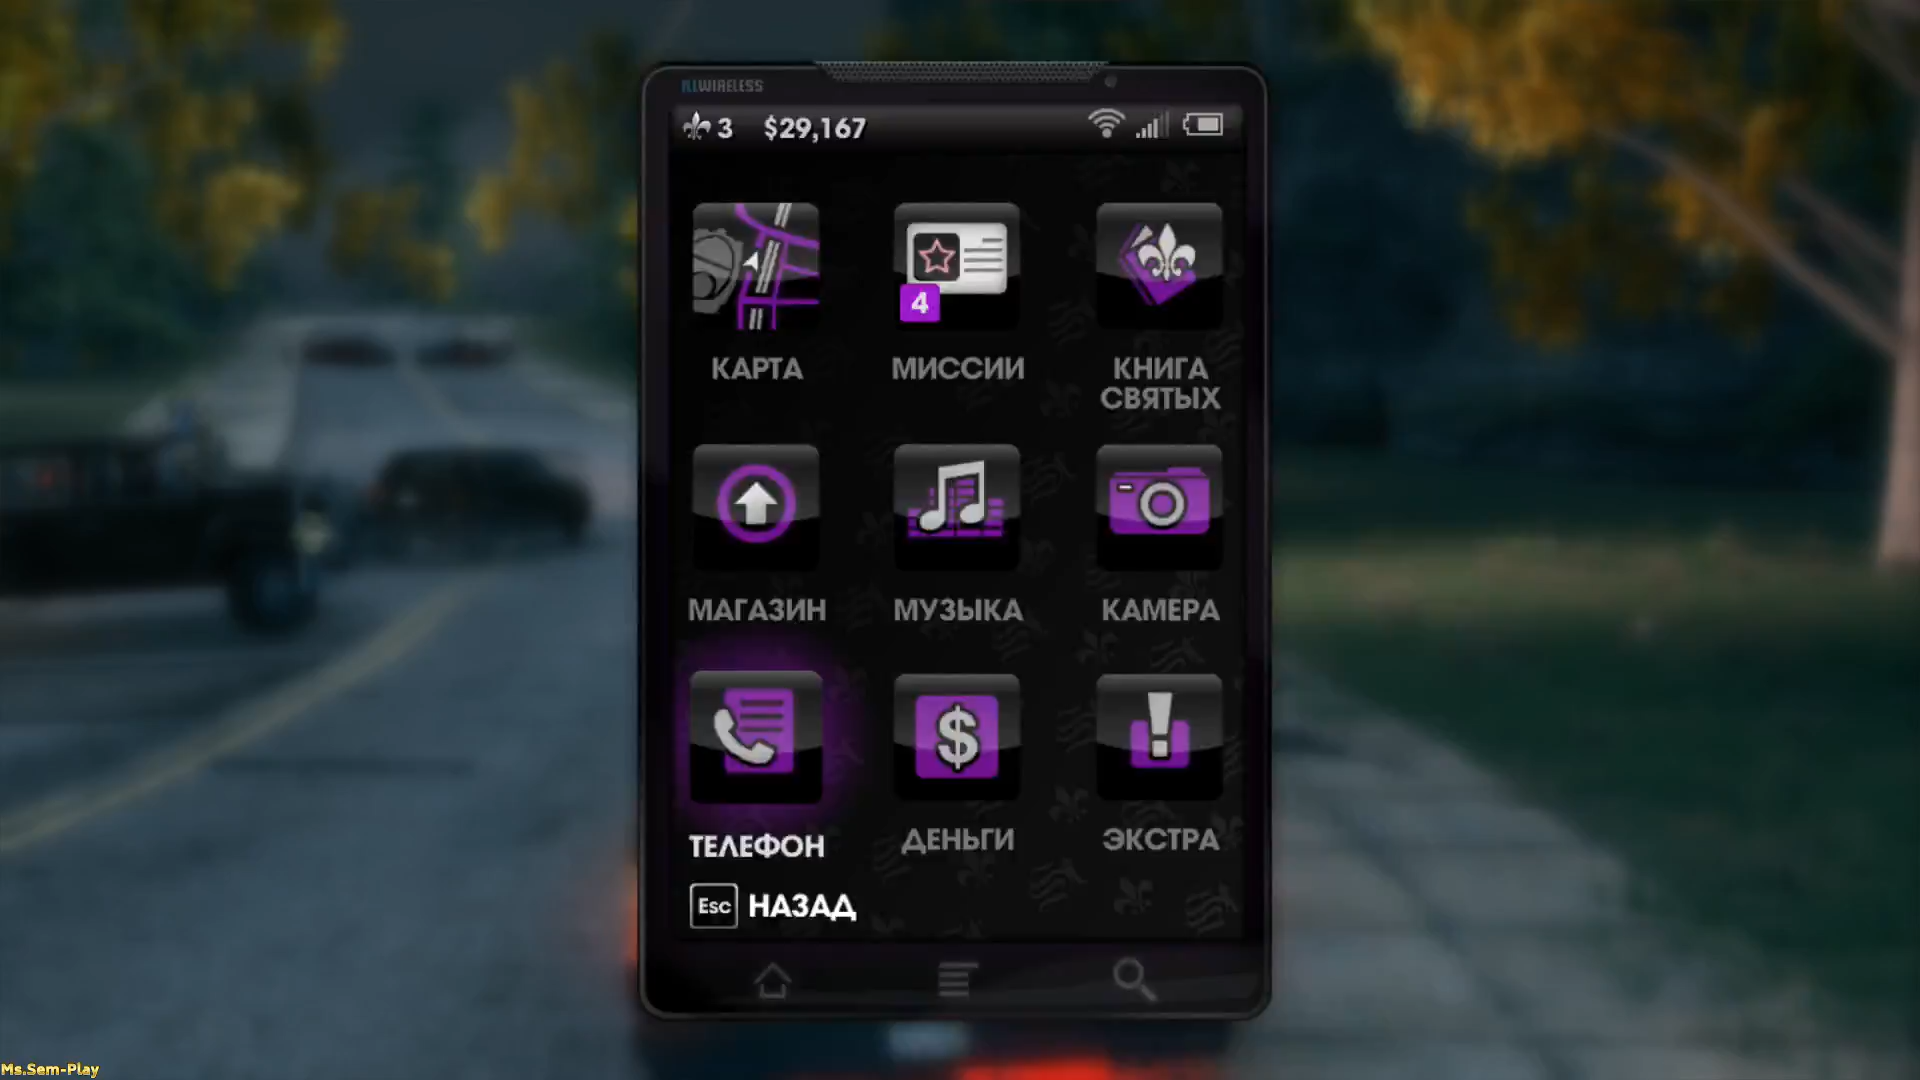 ILLWIRELESS
3 $29,167
4
КАРТА МИССИИ КНИГА
СВЯТЫХ
МАГАЗИН МУЗЫКА КАМЕРА
$
ТЕЛЕФОН ДЕНЬГИ ЭКСТРА
Esc НАЗАД
Ms.Sem-Play